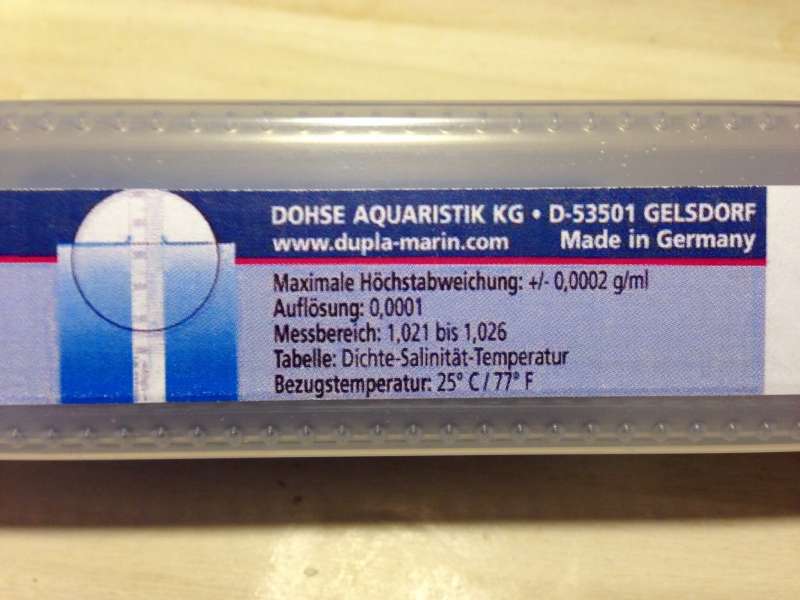 DOHSE AQUARISTIK KG • D-53501 GELSDORF
www.dupla-marin.com Made in Germany
Maximale Höchstabweichung: +/- 0,0002 g/ml
Auflösung: 0,0001
Messbereich: 1,021 bis 1,026
Tabelle: Dichte-Salinität-Temperatur
Bezugstemperatur: 25° C / 77° F